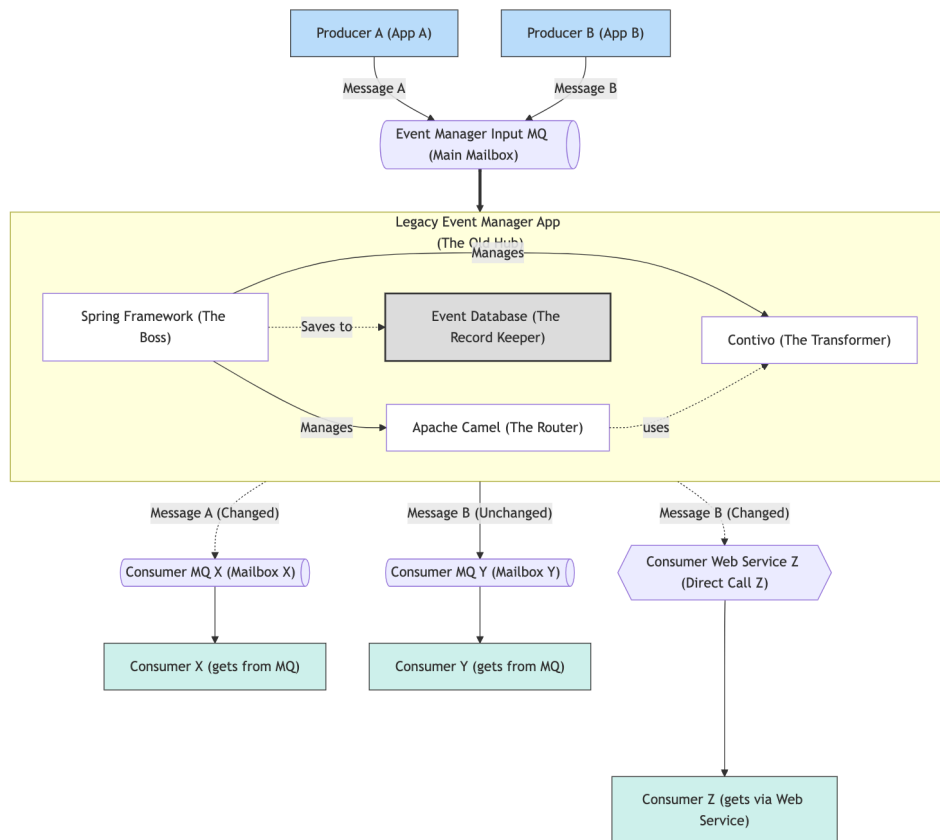 Producer A (App A)
Producer B (App B)
Message A
Message B
Event Manager Input MQ
(Main Mailbox)
Legacy Event Manager App
(The Old Hub)
Manages
Spring Framework (The
Boss)
Saves to
Event Database (The
Record Keeper)
Contivo (The Transformer)
Manages
Apache Camel (The Router)
uses
Message A (Changed)
Message B (Unchanged)
Message B (Changed)
Consumer MQ X (Mailbox X)
Consumer MQ Y (Mailbox Y)
Consumer Web Service Z
(Direct Call Z)
Consumer X (gets from MQ)
Consumer Y (gets from MQ)
Consumer Z (gets via Web
Service)